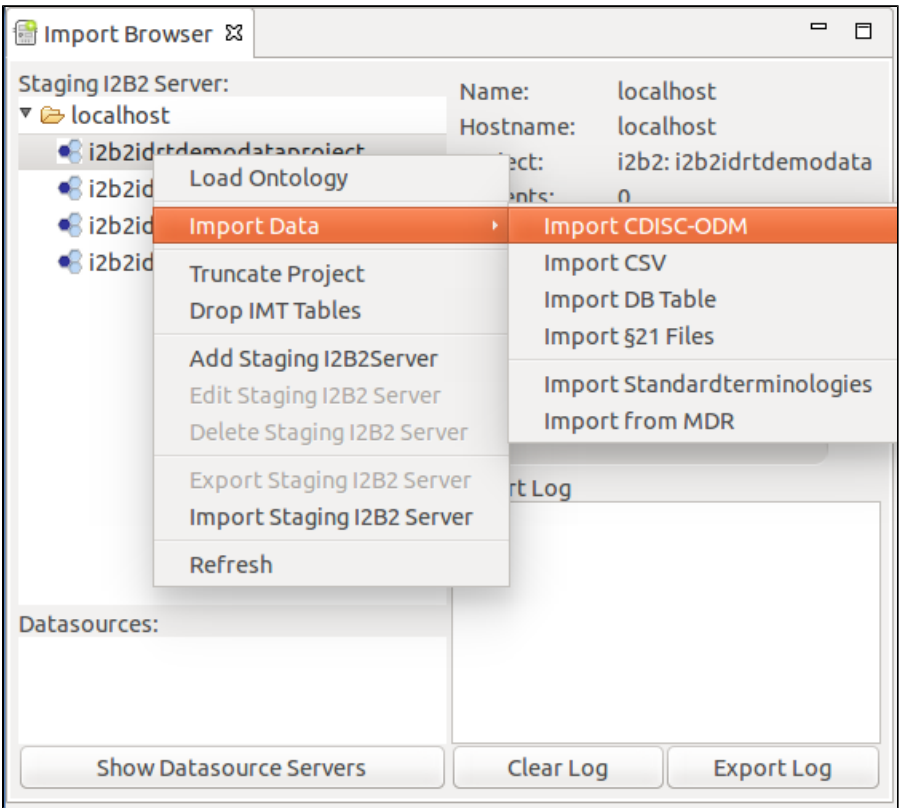 Import Browser
Staging I2B2 Server:
localhost
i2b2idrtdemodataproject
i2b2id
i2b2id
i2b2id
Name: localhost
Hostname: localhost
ect: i2b2: i2b2idrtdemodata
ents: 0
Load Ontology
Import Data
Truncate Project
Drop IMT Tables
Add Staging I2B2Server
Edit Staging I2B2 Server
Delete Staging I2B2 Server
Export Staging I2B2 Server
Import Staging I2B2 Server
Refresh
Import CDISC-ODM
Import CSV
Import DB Table
Import §21 Files
Import Standardterminologies
Import from MDR
rt Log
Datasources:
Show Datasource Servers
Clear Log
Export Log